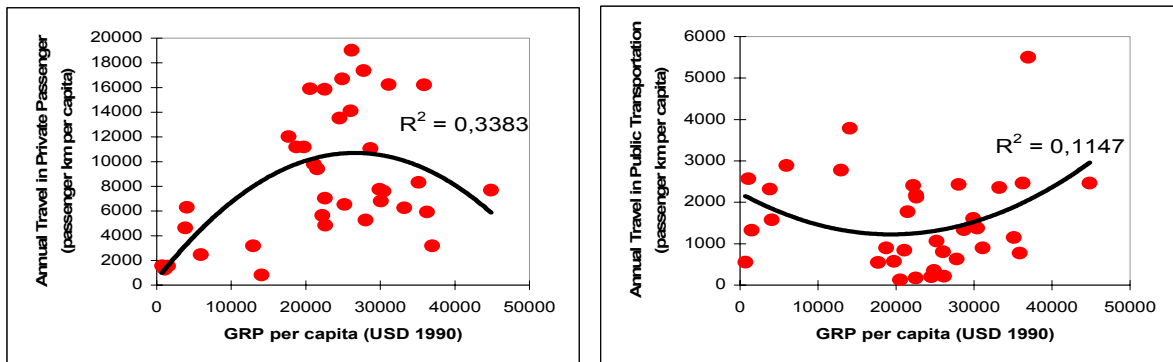 Annual Travel in Private Passenger
(passenger km per capita)
20000
18000
16000
14000
12000
10000
8000
6000
4000
2000
0
R² = 0,3383
0 10000 20000 30000 40000 50000
GRP per capita (USD 1990)
Annual Travel in Public Transportation
(passenger km per capita)
6000
5000
4000
3000
2000
1000
0
R² = 0,1147
0 10000 20000 30000 40000 50000
GRP per capita (USD 1990)